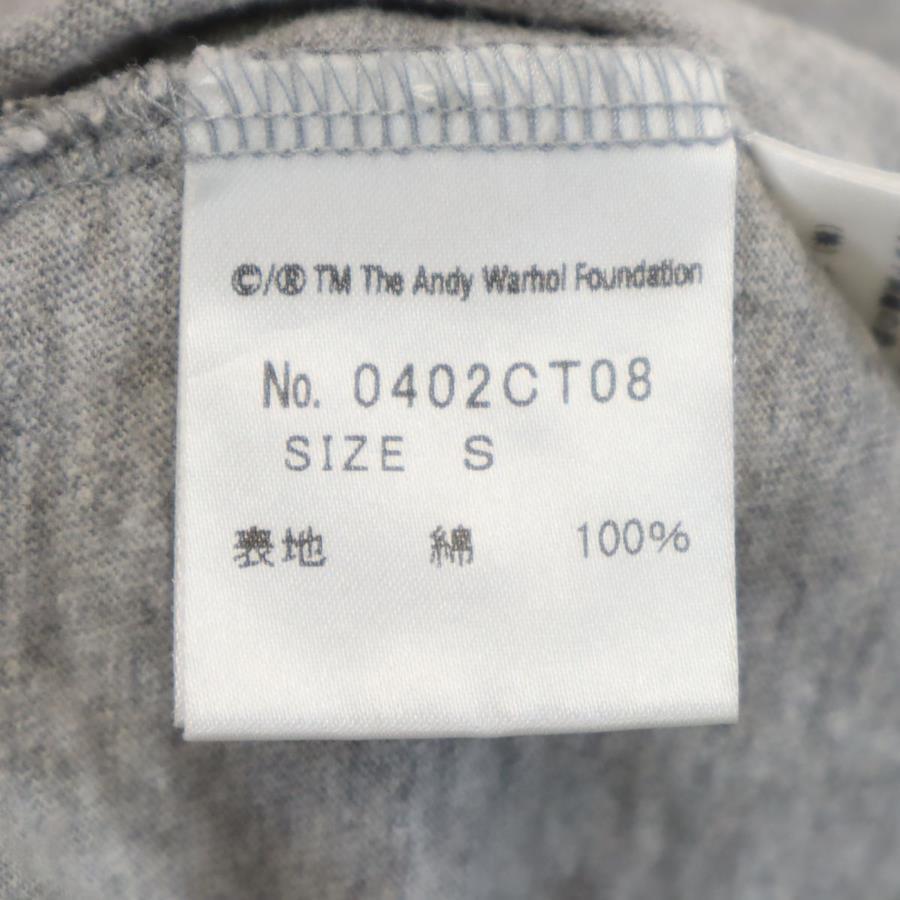 ©/® TM The Andy Warhol Foundation
No. 0402CT08
SIZE S
表地 綿 100%